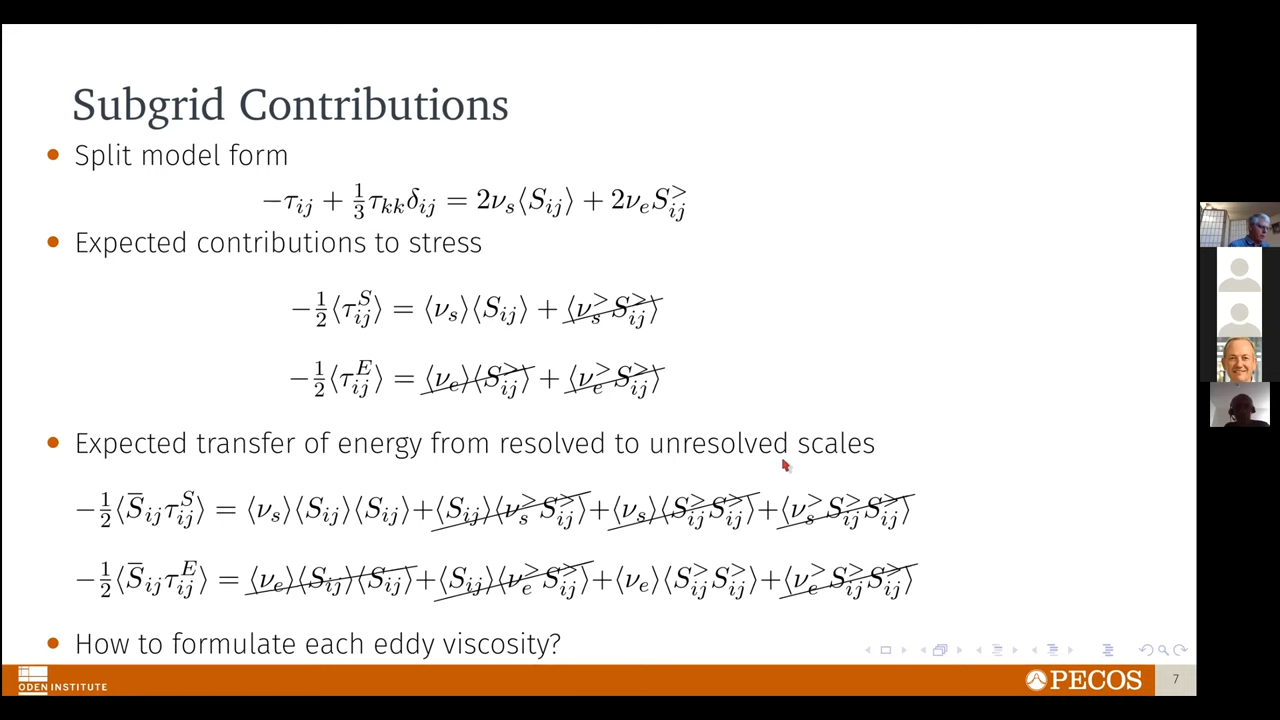 Subgrid Contributions
• Split model form
$-\tau_{ij} + \frac{1}{3}\tau_{kk}\delta_{ij} = 2\nu_s\langle S_{ij}\rangle + 2\nu_e S^{>}_{ij}$
• Expected contributions to stress
$-\frac{1}{2}\langle\tau^S_{ij}\rangle = \langle\nu_s\rangle\langle S_{ij}\rangle + \cancel{\langle\nu^{>}_s S^{>}_{ij}\rangle}$
$-\frac{1}{2}\langle\tau^E_{ij}\rangle = \cancel{\langle\nu_e\rangle\langle S^{>}_{ij}\rangle} + \cancel{\langle\nu^{>}_e S^{>}_{ij}\rangle}$
• Expected transfer of energy from resolved to unresolved scales
$-\frac{1}{2}\langle\overline{S}_{ij}\tau^S_{ij}\rangle = \langle\nu_s\rangle\langle S_{ij}\rangle\langle S_{ij}\rangle + \cancel{\langle S_{ij}\rangle\langle\nu^{>}_s S^{>}_{ij}\rangle} + \cancel{\langle\nu_s\rangle\langle S^{>}_{ij}S^{>}_{ij}\rangle} + \cancel{\langle\nu^{>}_s S^{>}_{ij}S^{>}_{ij}\rangle}$
$-\frac{1}{2}\langle\overline{S}_{ij}\tau^E_{ij}\rangle = \cancel{\langle\nu_e\rangle\langle S_{ij}\rangle\langle S_{ij}\rangle} + \cancel{\langle S_{ij}\rangle\langle\nu^{>}_e S^{>}_{ij}\rangle} + \langle\nu_e\rangle\langle S^{>}_{ij}S^{>}_{ij}\rangle + \cancel{\langle\nu^{>}_e S^{>}_{ij}S^{>}_{ij}\rangle}$
• How to formulate each eddy viscosity?
ODEN INSTITUTE
PECOS
7